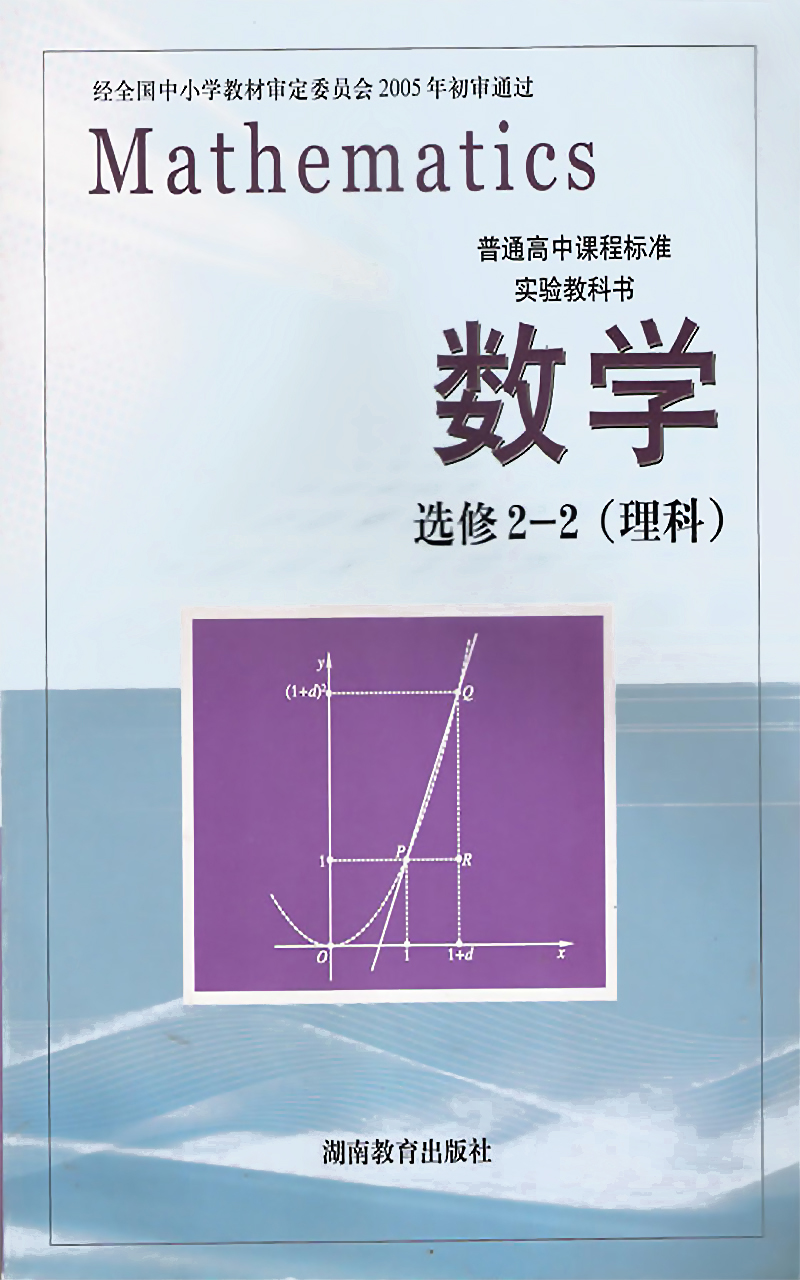 经全国中小学教材审定委员会2005年初审通过
Mathematics
普通高中课程标准
实验教科书
数学
选修2-2（理科）
y
(1+d)²
Q
1
P
R
O
1
1+d
x
湖南教育出版社